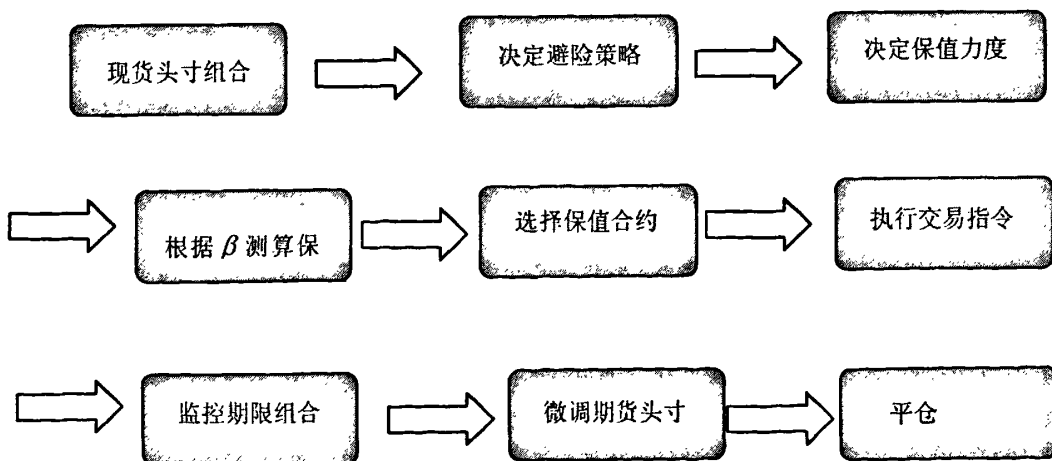 现货头寸组合
决定避险策略
决定保值力度
根据 β 测算保
选择保值合约
执行交易指令
监控期限组合
微调期货头寸
平仓